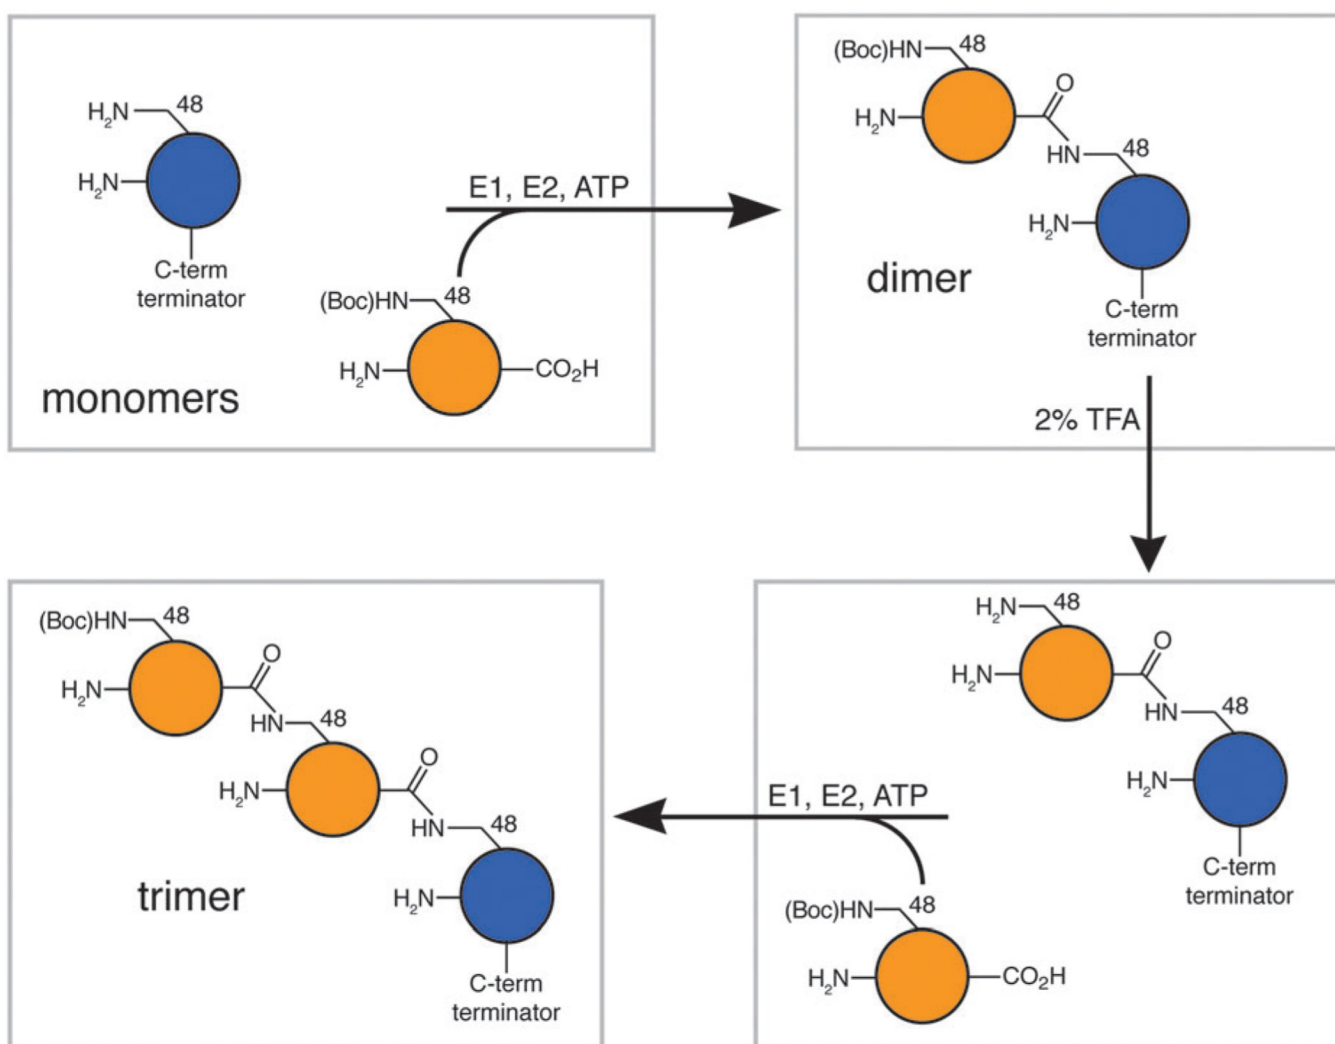 H₂N
48
H₂N
C-term
terminator
(Boc)HN
48
H₂N
CO₂H
monomers
E1, E2, ATP
(Boc)HN
48
H₂N
O
HN
48
H₂N
dimer
C-term
terminator
2% TFA
H₂N
48
H₂N
O
HN
48
H₂N
C-term
terminator
E1, E2, ATP
(Boc)HN
48
H₂N
CO₂H
(Boc)HN
48
H₂N
O
HN
48
H₂N
O
HN
48
H₂N
trimer
C-term
terminator